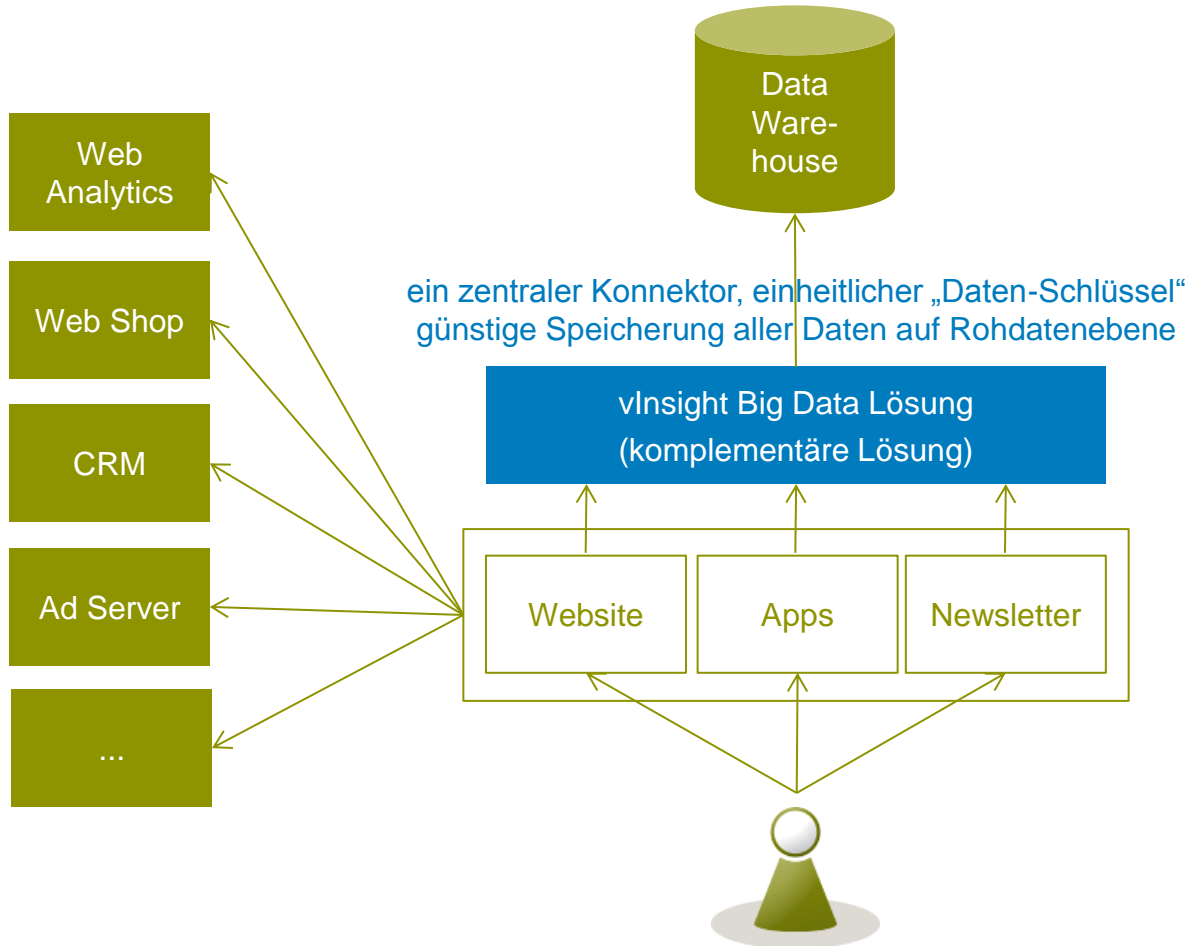 Data
Ware-
house
Web
Analytics
Web Shop
CRM
Ad Server
...
ein zentraler Konnektor, einheitlicher „Daten-Schlüssel“
günstige Speicherung aller Daten auf Rohdatenebene
vInsight Big Data Lösung
(komplementäre Lösung)
Website
Apps
Newsletter